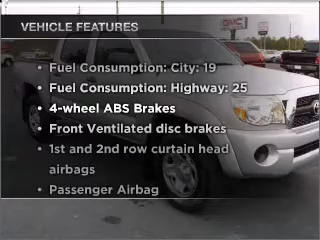 VEHICLE FEATURES
GMC
• Fuel Consumption: City: 19
• Fuel Consumption: Highway: 25
• 4-wheel ABS Brakes
• Front Ventilated disc brakes
• 1st and 2nd row curtain head
airbags
• Passenger Airbag